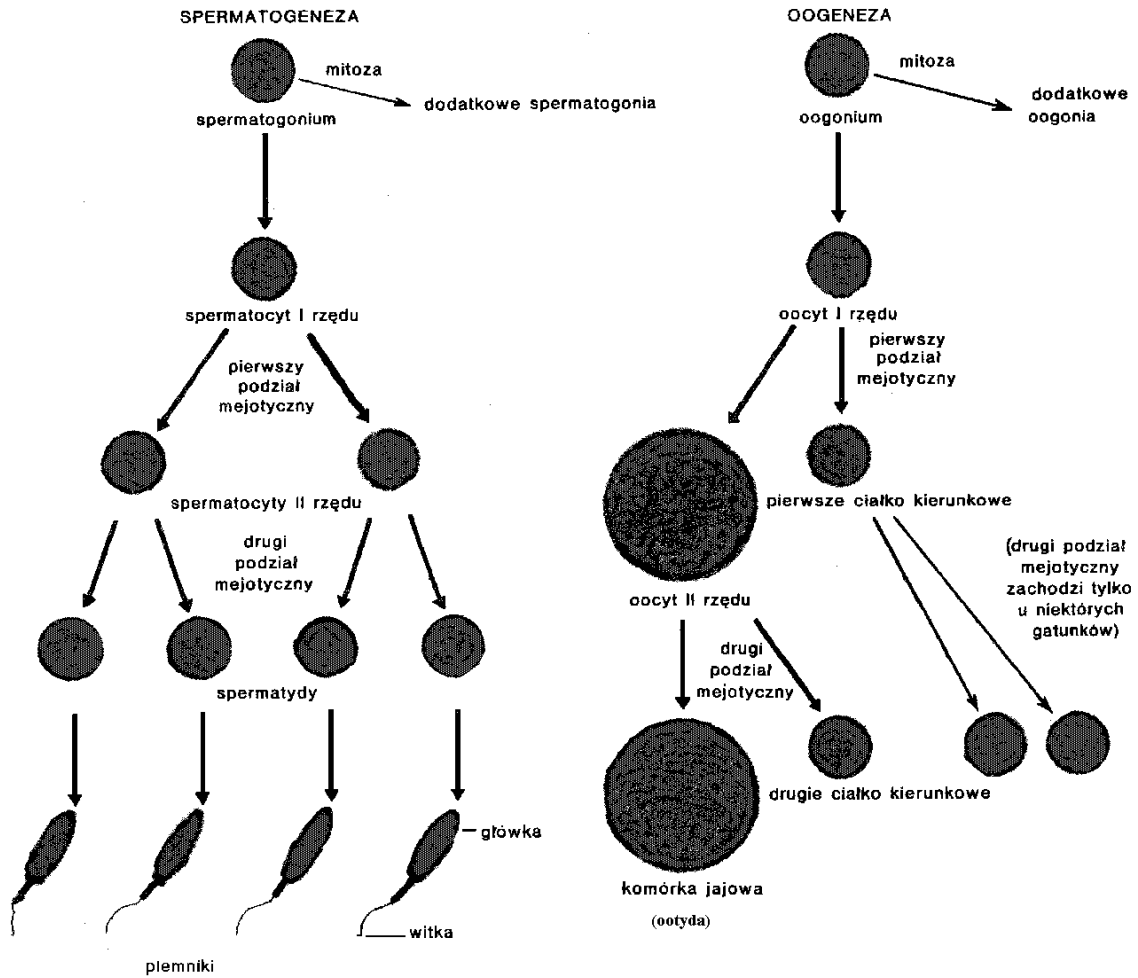 SPERMATOGENEZA
mitoza
dodatkowe spermatogonia
spermatogonium
spermatocyt I rzędu
pierwszy
podział
mejotyczny
spermatocyty II rzędu
drugi
podział
mejotyczny
spermatydy
główka
witka
plemniki
OOGENEZA
mitoza
dodatkowe
oogonia
oogonium
oocyt I rzędu
pierwszy
podział
mejotyczny
pierwsze ciałko kierunkowe
(drugi podział
mejotyczny
zachodzi tylko
u niektórych
gatunków)
oocyt II rzędu
drugi
podział
mejotyczny
drugie ciałko kierunkowe
komórka jajowa
(ootyda)